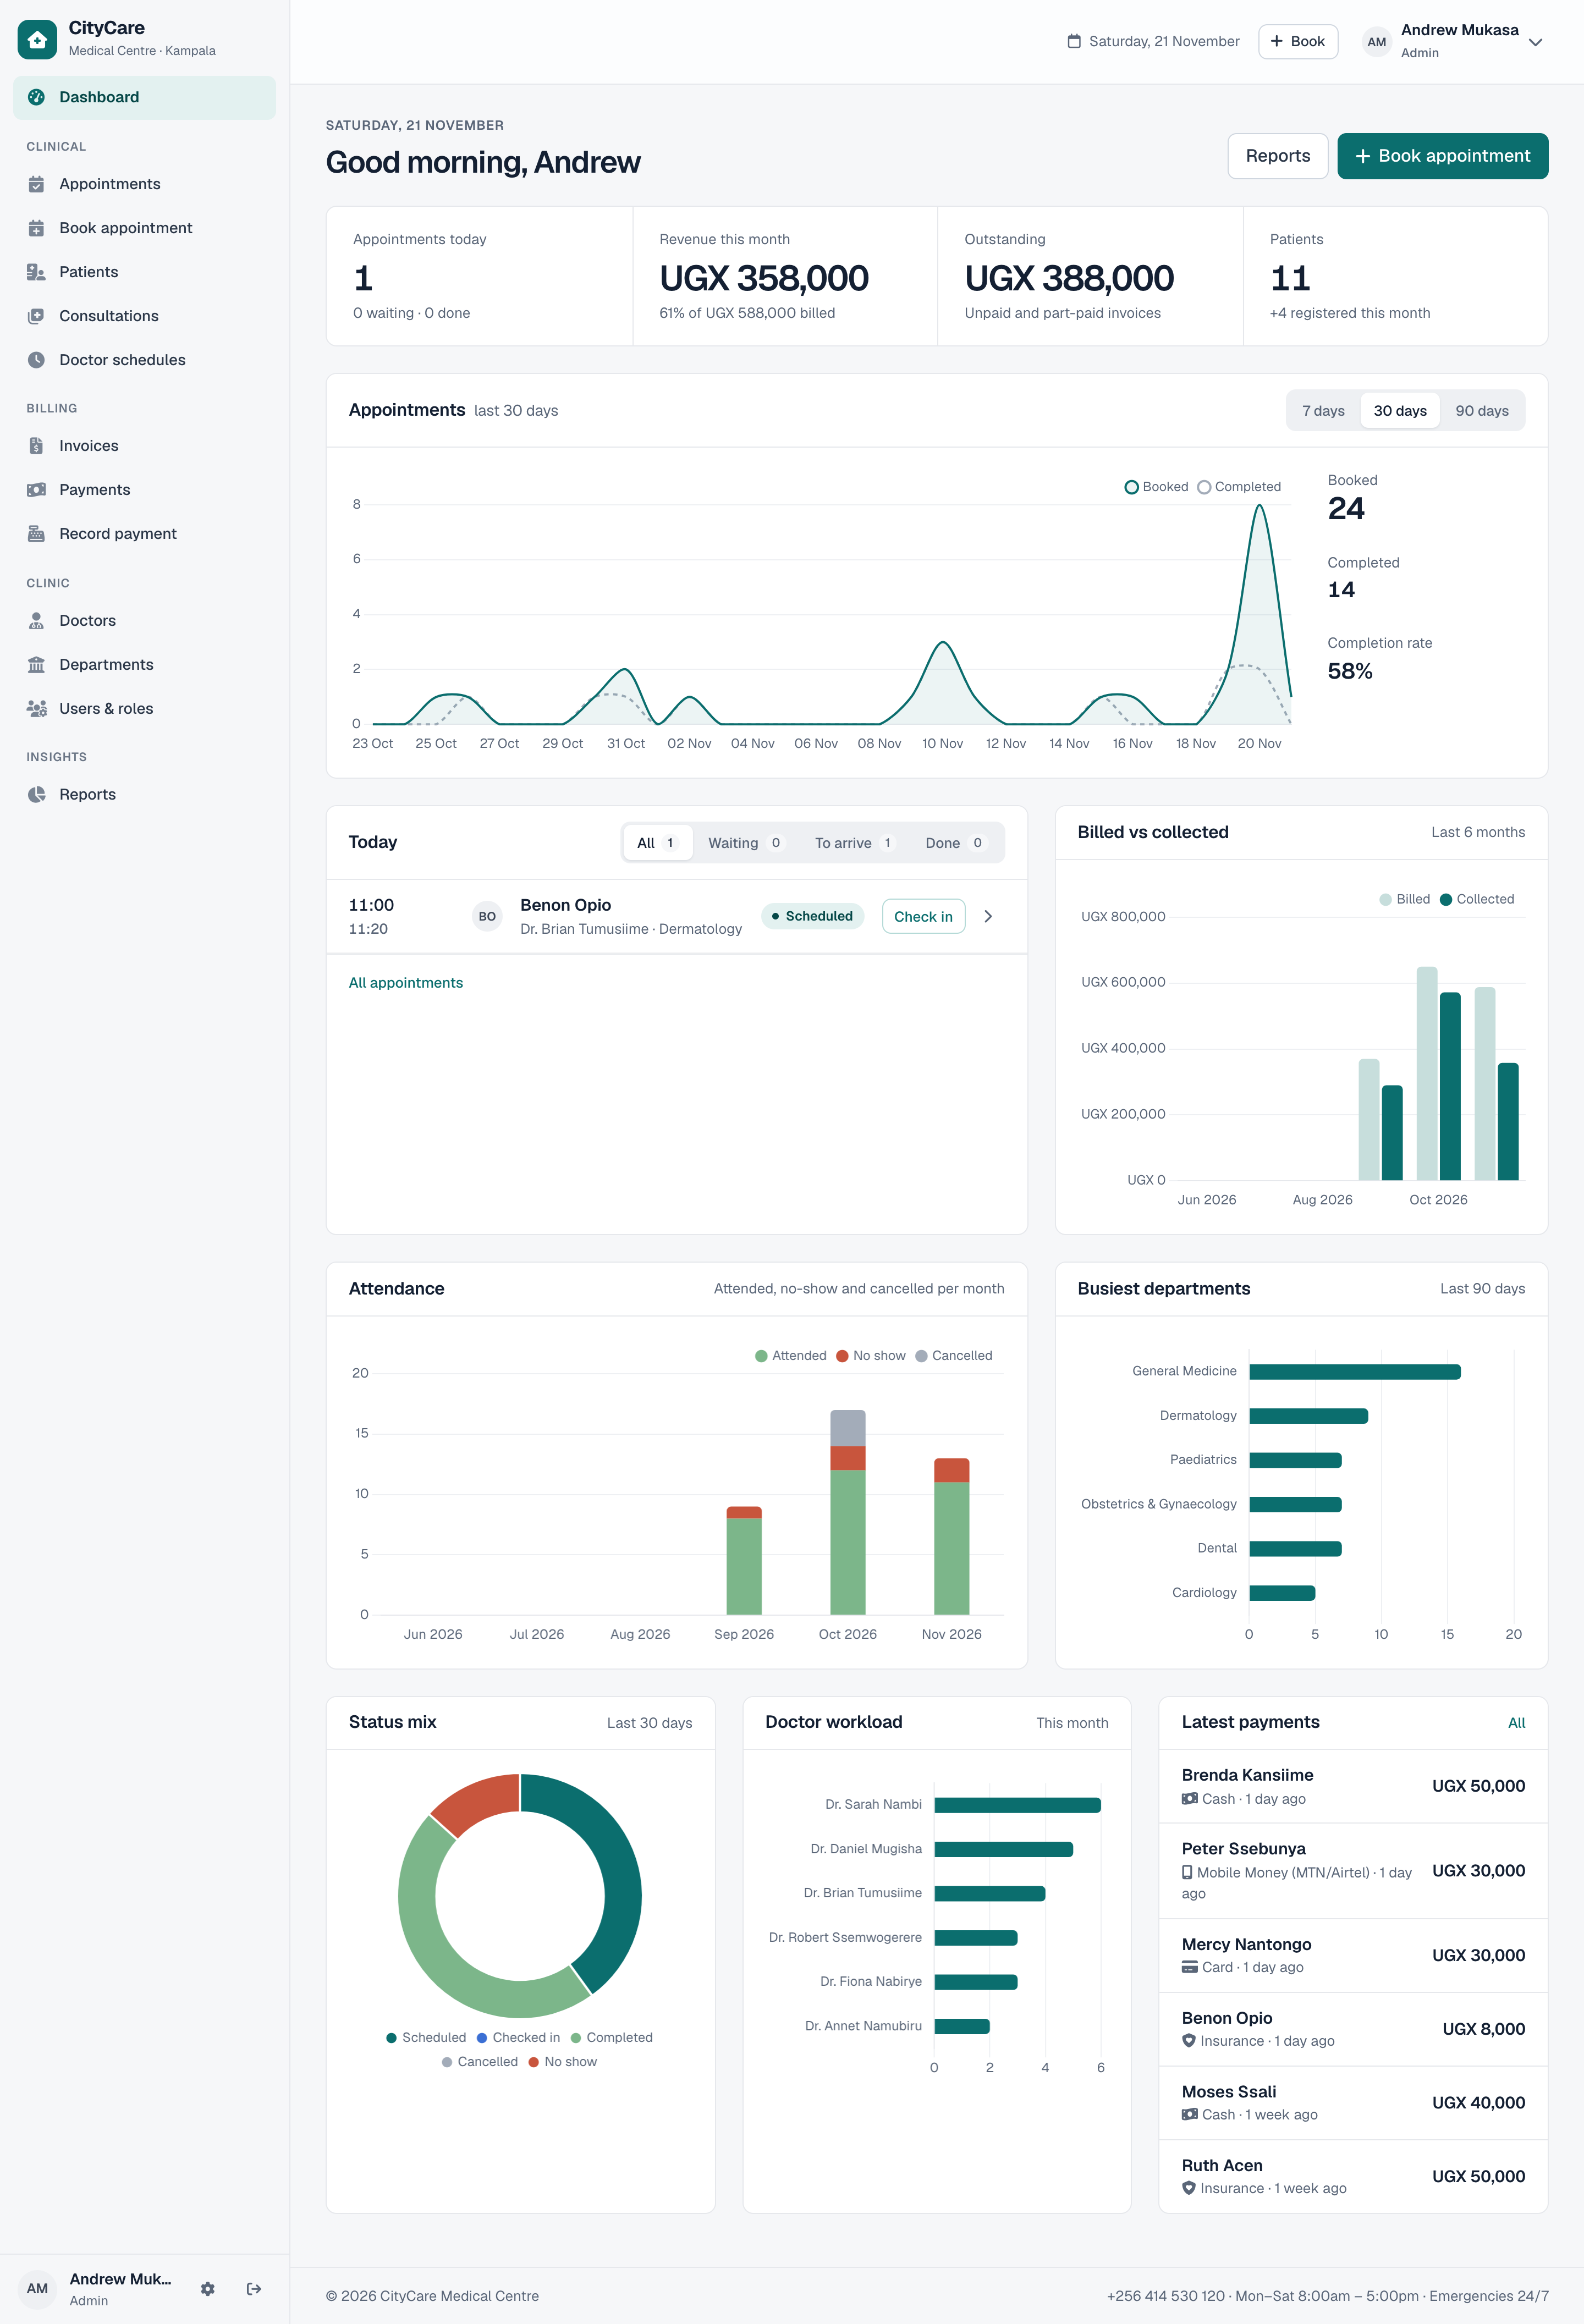 CityCare
Medical Centre · Kampala
Dashboard
CLINICAL
Appointments
Book appointment
Patients
Consultations
Doctor schedules
BILLING
Invoices
Payments
Record payment
CLINIC
Doctors
Departments
Users & roles
INSIGHTS
Reports
AM
Andrew Muk...
Admin
Saturday, 21 November
+ Book
AM
Andrew Mukasa
Admin
SATURDAY, 21 NOVEMBER
Good morning, Andrew
Reports
+ Book appointment
Appointments today
1
0 waiting · 0 done
Revenue this month
UGX 358,000
61% of UGX 588,000 billed
Outstanding
UGX 388,000
Unpaid and part-paid invoices
Patients
11
+4 registered this month
Appointments last 30 days
7 days 30 days 90 days
Booked Completed
8
6
4
2
0
23 Oct 25 Oct 27 Oct 29 Oct 31 Oct 02 Nov 04 Nov 06 Nov 08 Nov 10 Nov 12 Nov 14 Nov 16 Nov 18 Nov 20 Nov
Booked
24
Completed
14
Completion rate
58%
Today
All 1 Waiting 0 To arrive 1 Done 0
11:00
11:20
BO
Benon Opio
Dr. Brian Tumusiime · Dermatology
Scheduled
Check in
All appointments
Billed vs collected
Last 6 months
Billed Collected
UGX 800,000
UGX 600,000
UGX 400,000
UGX 200,000
UGX 0
Jun 2026 Aug 2026 Oct 2026
Attendance
Attended, no-show and cancelled per month
Attended No show Cancelled
20
15
10
5
0
Jun 2026 Jul 2026 Aug 2026 Sep 2026 Oct 2026 Nov 2026
Busiest departments
Last 90 days
General Medicine
Dermatology
Paediatrics
Obstetrics & Gynaecology
Dental
Cardiology
0 5 10 15 20
Status mix
Last 30 days
Scheduled Checked in Completed
Cancelled No show
Doctor workload
This month
Dr. Sarah Nambi
Dr. Daniel Mugisha
Dr. Brian Tumusiime
Dr. Robert Ssemwogerere
Dr. Fiona Nabirye
Dr. Annet Namubiru
0 2 4 6
Latest payments
All
Brenda Kansiime
Cash · 1 day ago
UGX 50,000
Peter Ssebunya
Mobile Money (MTN/Airtel) · 1 day
ago
UGX 30,000
Mercy Nantongo
Card · 1 day ago
UGX 30,000
Benon Opio
Insurance · 1 day ago
UGX 8,000
Moses Ssali
Cash · 1 week ago
UGX 40,000
Ruth Acen
Insurance · 1 week ago
UGX 50,000
© 2026 CityCare Medical Centre
+256 414 530 120 · Mon–Sat 8:00am – 5:00pm · Emergencies 24/7